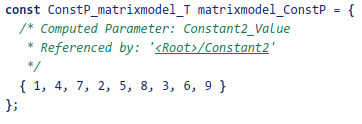 const ConstP_matrixmodel_T matrixmodel_ConstP = {
  /* Computed Parameter: Constant2_Value
   * Referenced by: '<Root>/Constant2'
   */
  { 1, 4, 7, 2, 5, 8, 3, 6, 9 }
};